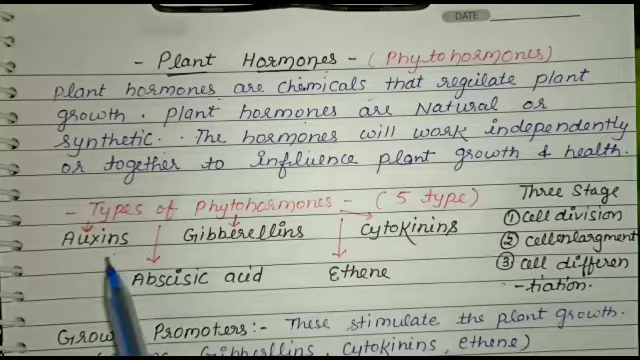 DATE
- Plant Hormones - (Phytohormones)
Plant hormones are chemicals that regilate plant
growth. Plant hormones are Natural or
synthetic. The hormones will work independently
or together to influence plant growth & health.
- Types of Phytohormones - (5 type)
Auxins Gibberellins Cytokinins
Abscisic acid Ethene
Three Stage
① Cell division
② cell enlargment
③ cell differen
-tiation.
Promoters:- These stimulate the plant growth.
Gibberllins, Cytokinins, ethene)